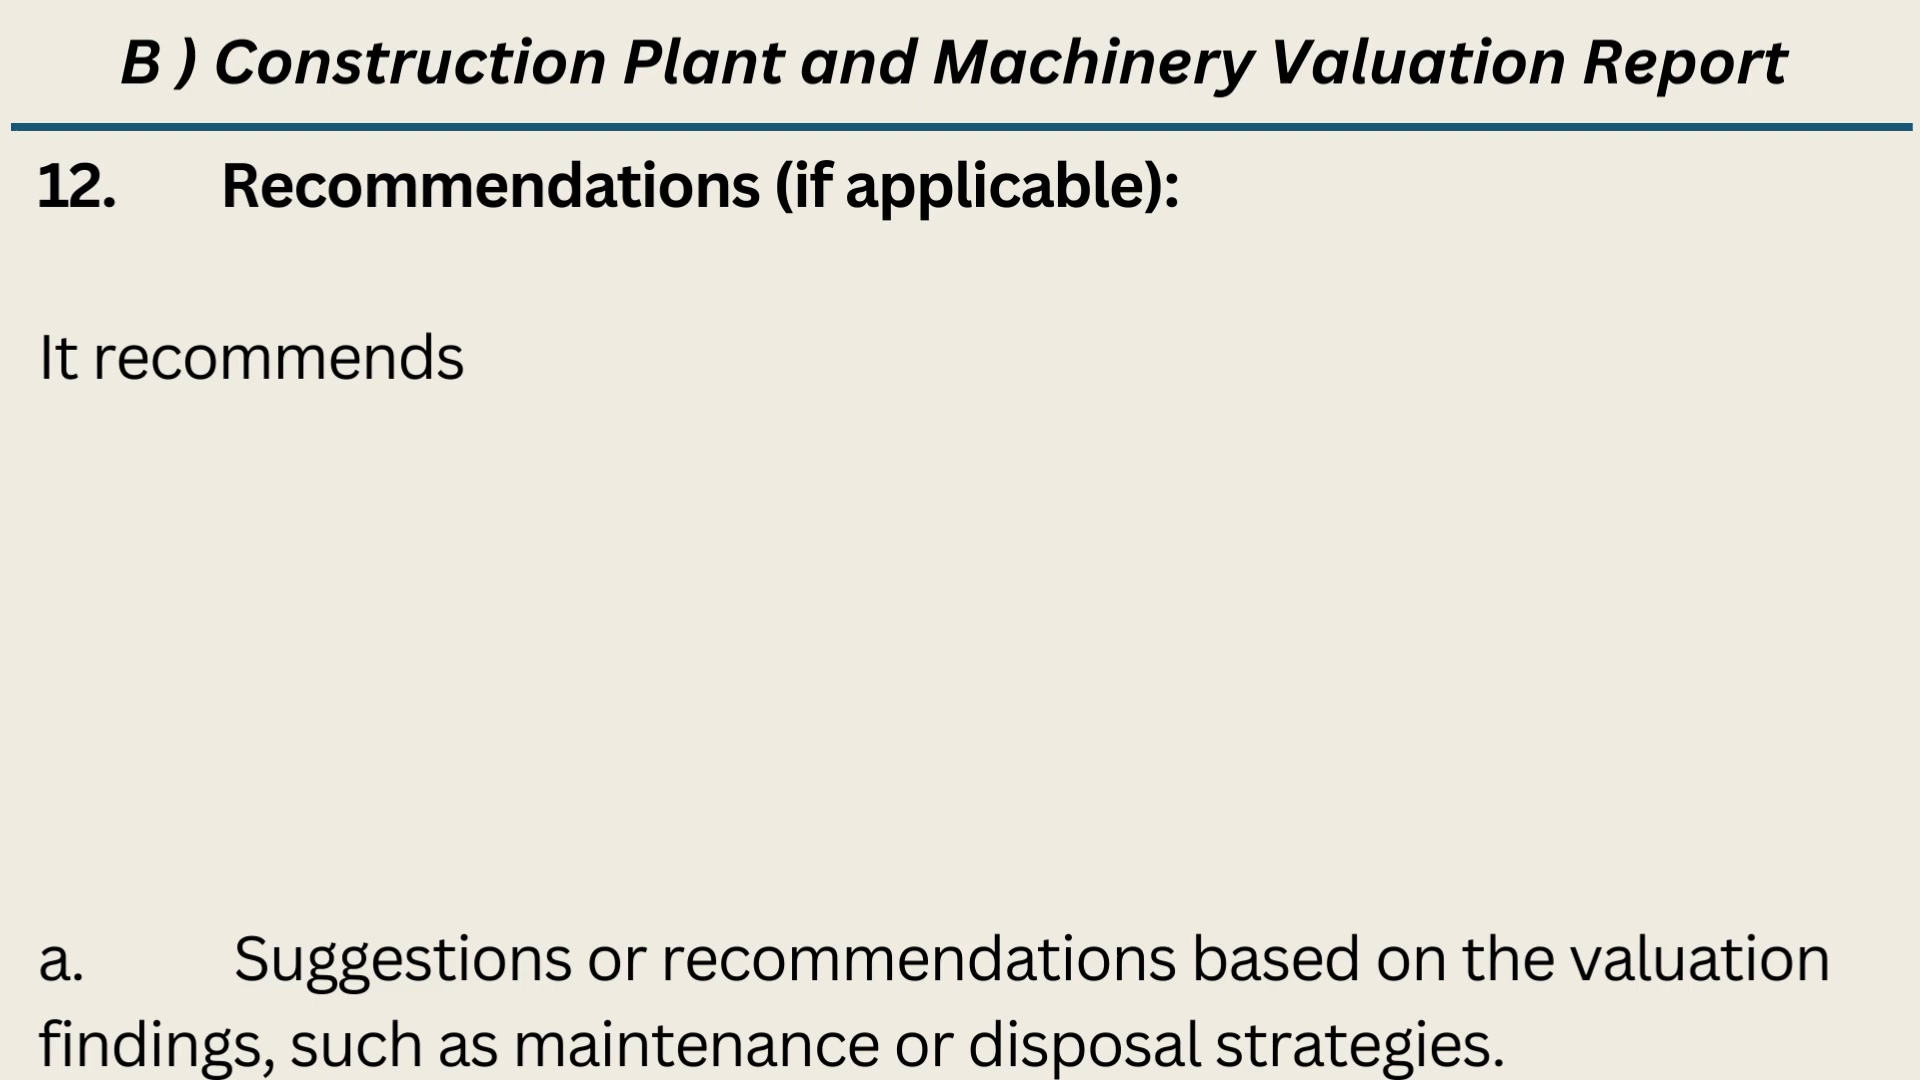 B ) Construction Plant and Machinery Valuation Report
12. Recommendations (if applicable):
It recommends
a. Suggestions or recommendations based on the valuation
findings, such as maintenance or disposal strategies.